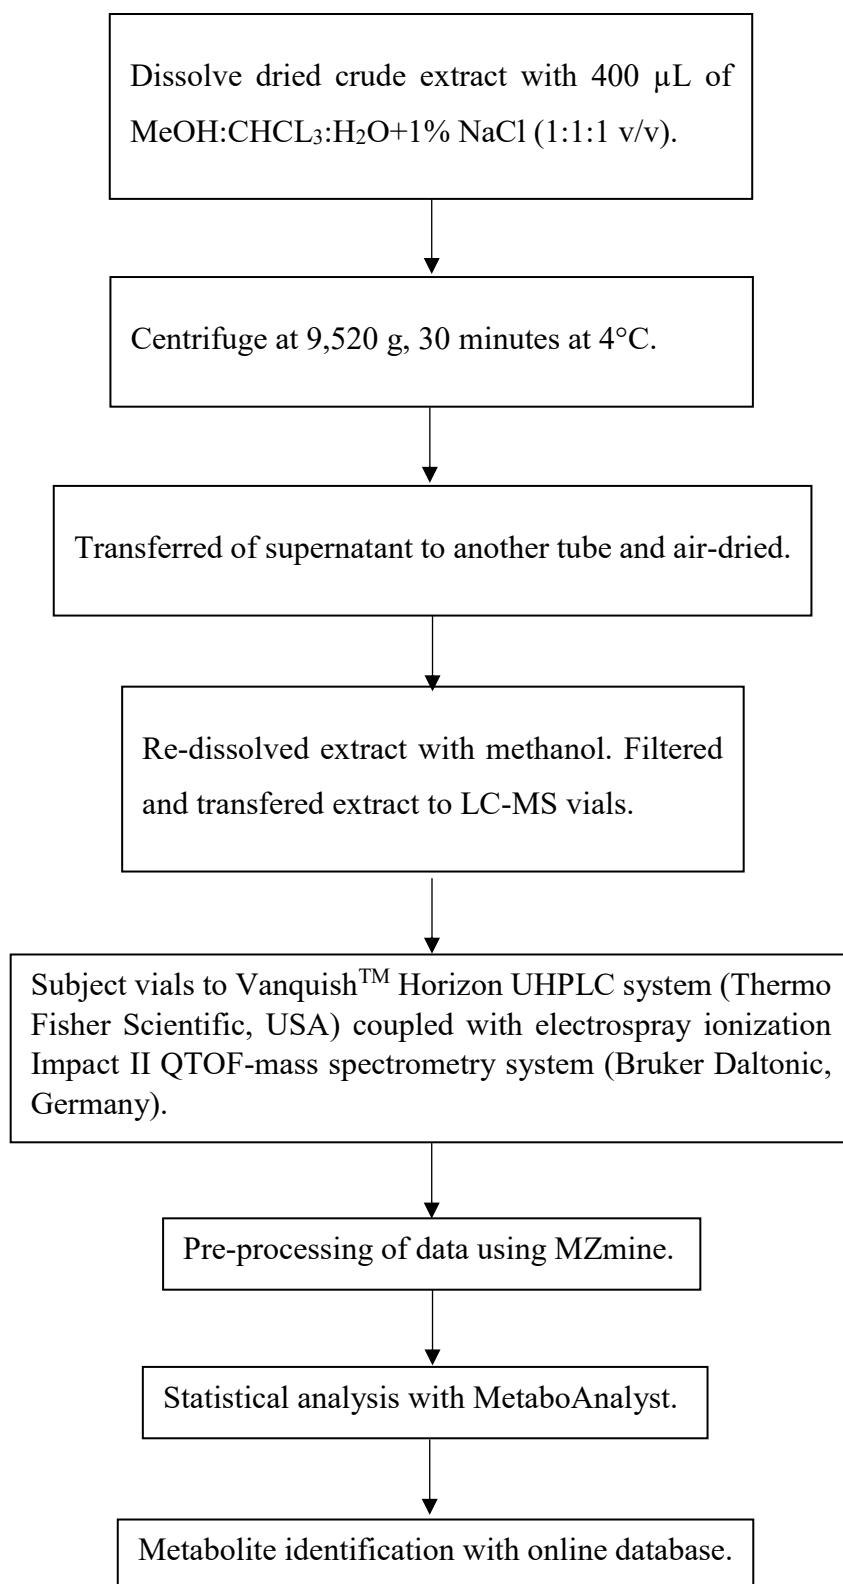 Dissolve dried crude extract with 400 µL of
MeOH:CHCL₃:H₂O+1% NaCl (1:1:1 v/v).
Centrifuge at 9,520 g, 30 minutes at 4°C.
Transferred of supernatant to another tube and air-dried.
Re-dissolved extract with methanol. Filtered
and transfered extract to LC-MS vials.
Subject vials to Vanquish™ Horizon UHPLC system (Thermo
Fisher Scientific, USA) coupled with electrospray ionization
Impact II QTOF-mass spectrometry system (Bruker Daltonic,
Germany).
Pre-processing of data using MZmine.
Statistical analysis with MetaboAnalyst.
Metabolite identification with online database.